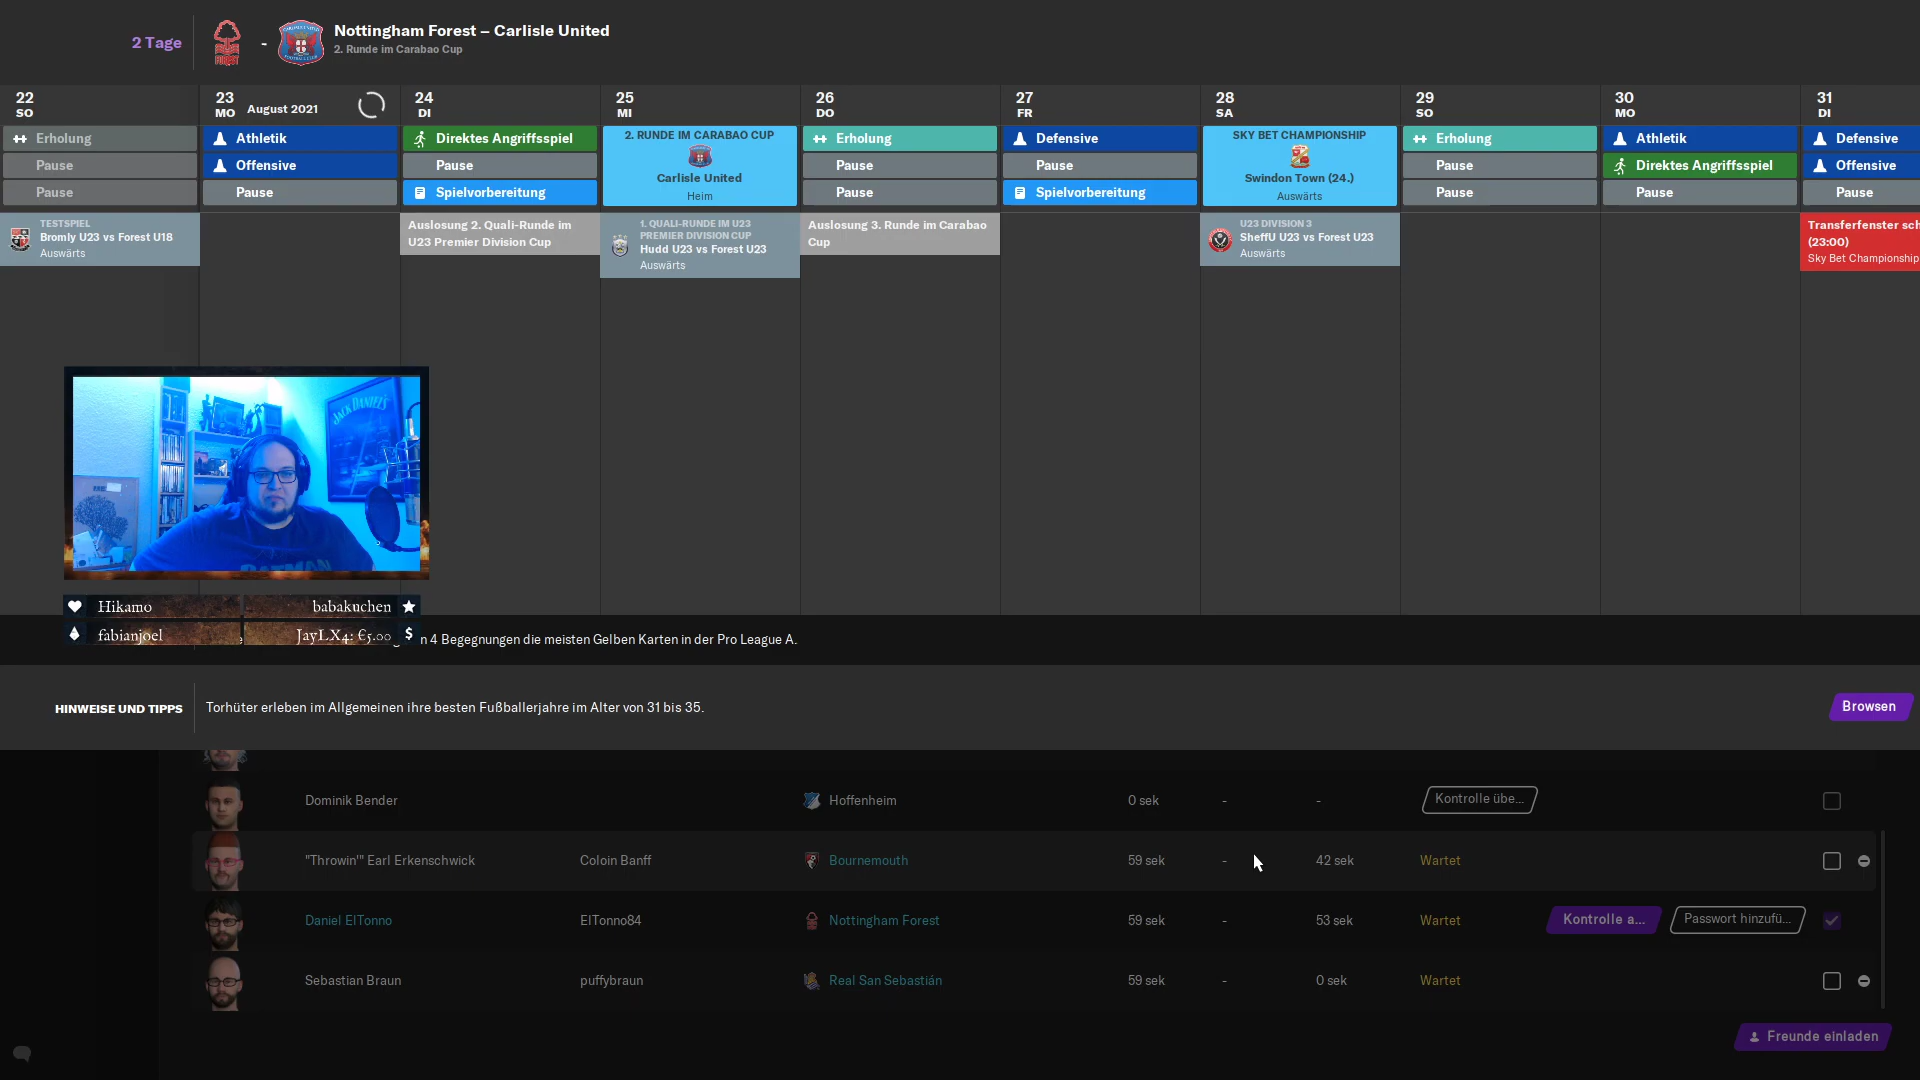 2 Tage
-
Nottingham Forest – Carlisle United
2. Runde im Carabao Cup
22
SO
23
MO August 2021
24
DI
25
MI
26
DO
27
FR
28
SA
29
SO
30
MO
31
DI
Erholung
Pause
Pause
Athletik
Offensive
Pause
Direktes Angriffsspiel
Pause
Spielvorbereitung
2. RUNDE IM CARABAO CUP
Carlisle United
Heim
Erholung
Pause
Pause
Defensive
Pause
Spielvorbereitung
SKY BET CHAMPIONSHIP
Swindon Town (24.)
Auswärts
Erholung
Pause
Pause
Athletik
Direktes Angriffsspiel
Pause
Defensive
Offensive
Pause
TESTSPIEL
Bromly U23 vs Forest U18
Auswärts
Auslosung 2. Quali-Runde im
U23 Premier Division Cup
1. QUALI-RUNDE IM U23
PREMIER DIVISION CUP
Hudd U23 vs Forest U23
Auswärts
Auslosung 3. Runde im Carabao
Cup
U23 DIVISION 3
SheffU U23 vs Forest U23
Auswärts
Transferfenster sch
(23:00)
Sky Bet Championship
JACK DANIEL'S
BATMAN
Hikamo babakuchen
fabianjoel JayLX4: €5.00 $
n 4 Begegnungen die meisten Gelben Karten in der Pro League A.
HINWEISE UND TIPPS
Torhüter erleben im Allgemeinen ihre besten Fußballerjahre im Alter von 31 bis 35.
Browsen
Dominik Bender Hoffenheim 0 sek - - Kontrolle übe...
"Throwin'" Earl Erkenschwick Coloin Banff Bournemouth 59 sek - 42 sek Wartet
Daniel ElTonno ElTonno84 Nottingham Forest 59 sek - 53 sek Wartet Kontrolle a... Passwort hinzufü...
Sebastian Braun puffybraun Real San Sebastián 59 sek - 0 sek Wartet
Freunde einladen